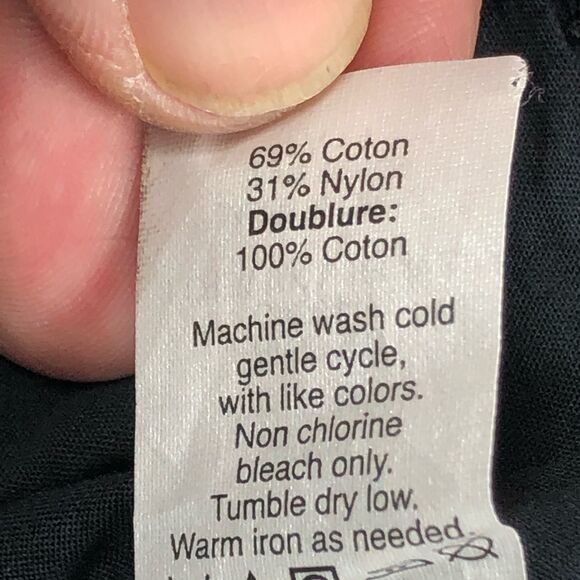 69% Coton
31% Nylon
Doublure:
100% Coton
Machine wash cold
gentle cycle,
with like colors.
Non chlorine
bleach only.
Tumble dry low.
Warm iron as needed.